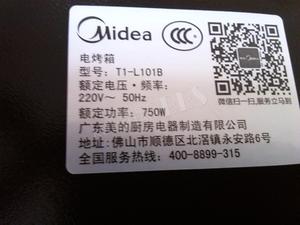 Midea
电烤箱
型号：T1-L101B
额定电压·频率：
220V～ 50Hz
额定功率：750W
微信扫一扫，服务立马到
广东美的厨房电器制造有限公司
地址：佛山市顺德区北滘镇永安路6号
全国服务热线：400-8899-315